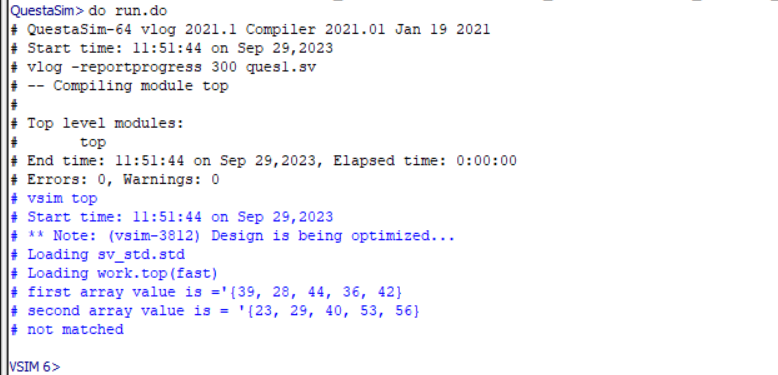 QuestaSim> do run.do
# QuestaSim-64 vlog 2021.1 Compiler 2021.01 Jan 19 2021
# Start time: 11:51:44 on Sep 29,2023
# vlog -reportprogress 300 ques1.sv
# -- Compiling module top
#
# Top level modules:
#       top
# End time: 11:51:44 on Sep 29,2023, Elapsed time: 0:00:00
# Errors: 0, Warnings: 0
# vsim top
# Start time: 11:51:44 on Sep 29,2023
# ** Note: (vsim-3812) Design is being optimized...
# Loading sv_std.std
# Loading work.top(fast)
# first array value is ='{39, 28, 44, 36, 42}
# second array value is = '{23, 29, 40, 53, 56}
# not matched
VSIM 6>